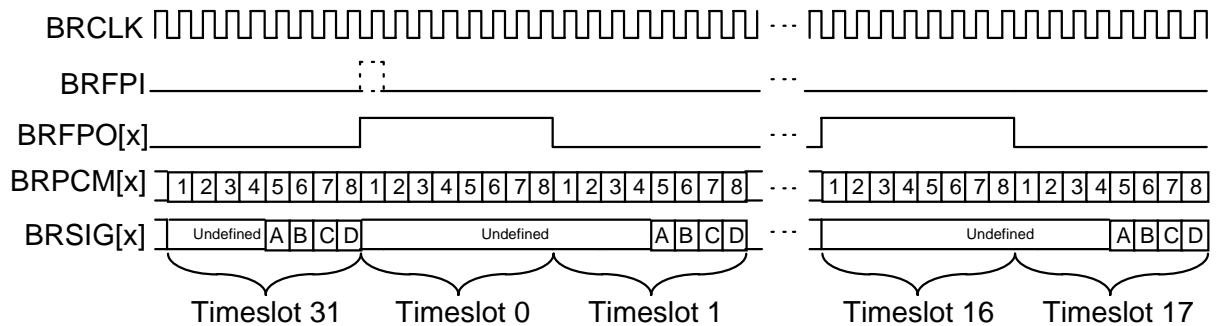 BRCLK ...
BRFPI ...
BRFPO[x] ...
BRPCM[x] 1 2 3 4 5 6 7 8 1 2 3 4 5 6 7 8 1 2 3 4 5 6 7 8 ... 1 2 3 4 5 6 7 8 1 2 3 4 5 6 7 8
BRSIG[x] Undefined A B C D Undefined A B C D ... Undefined A B C D
Timeslot 31 Timeslot 0 Timeslot 1 Timeslot 16 Timeslot 17